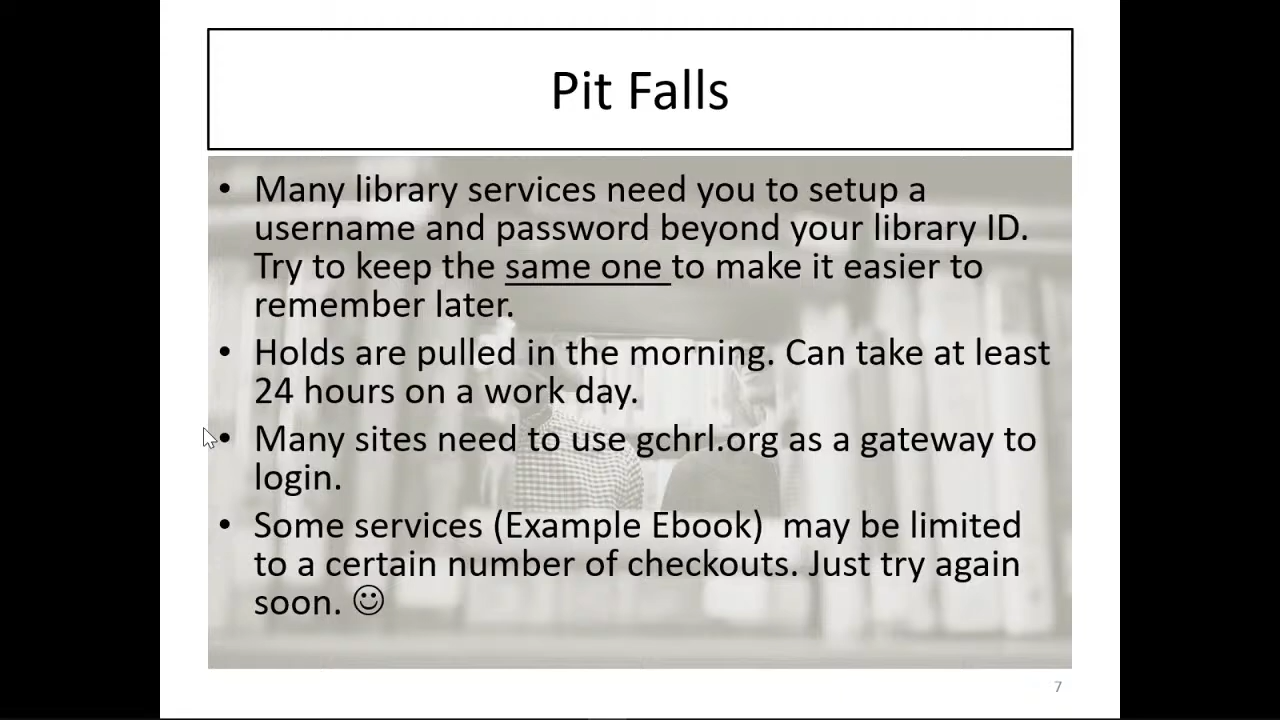 Pit Falls
• Many library services need you to setup a
username and password beyond your library ID.
Try to keep the same one to make it easier to
remember later.
• Holds are pulled in the morning. Can take at least
24 hours on a work day.
• Many sites need to use gchrl.org as a gateway to
login.
• Some services (Example Ebook)  may be limited
to a certain number of checkouts. Just try again
soon. ☺
7